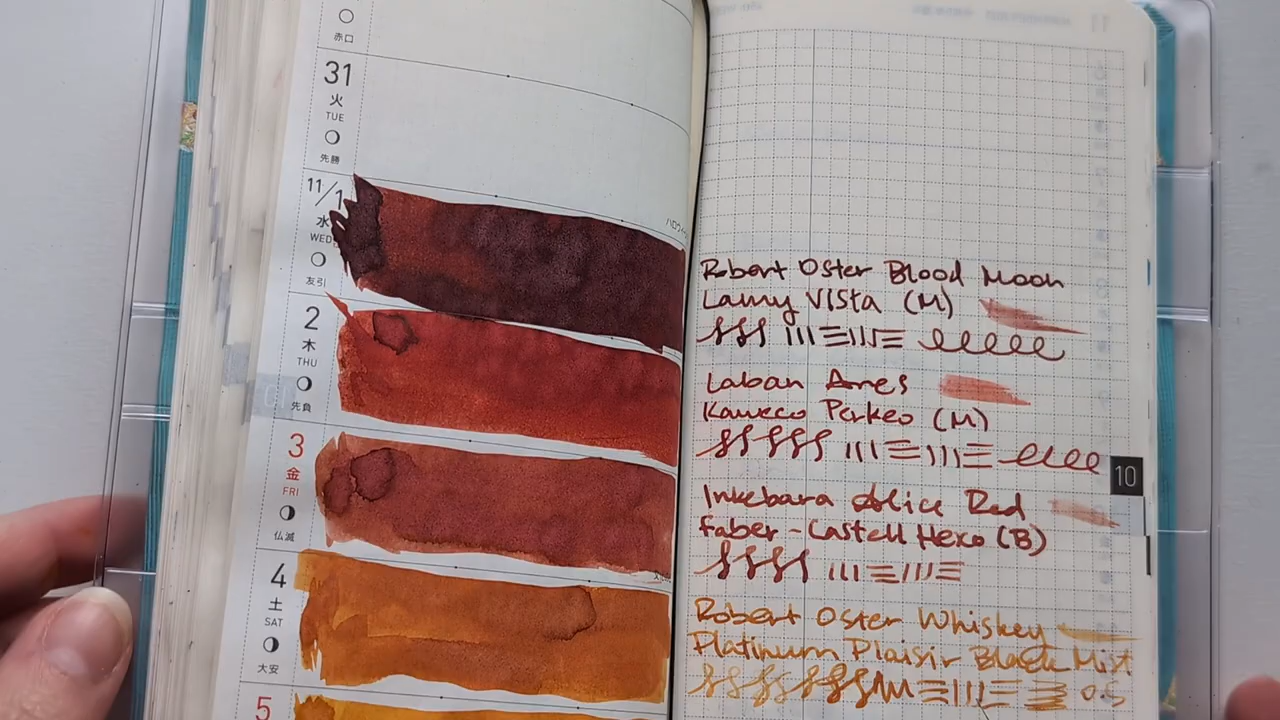 赤口
31
火
TUE
先勝
11/1
水
WED
友引
2
木
THU
先負
3
金
FRI
仏滅
4
土
SAT
大安
5
Robert Oster Blood Moon
Lamy Vista (M)
Laban Ares
Kaweco Perkeo (M)
10
Inkebara Alice Red
Faber-Castell Hexo (B)
Robert Oster Whiskey
Platinum Plaisir Black Mist
0.5